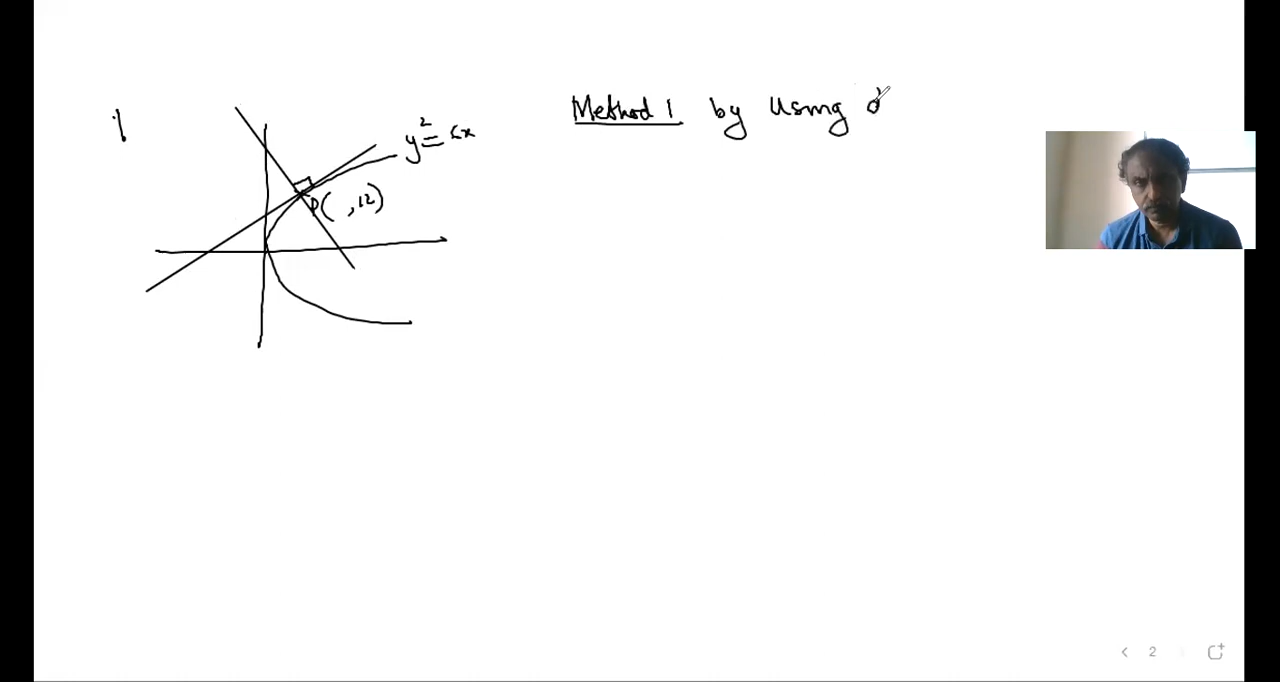 1
Method 1 by Using
y² = 6x
P( , 12)
2